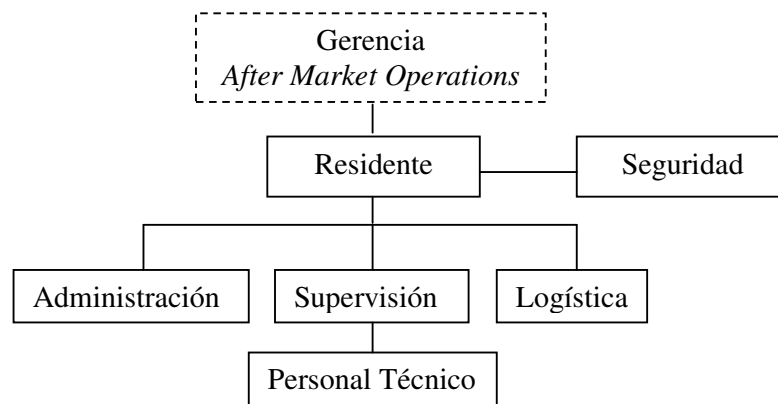 Gerencia
After Market Operations
Residente
Seguridad
Administración
Supervisión
Logística
Personal Técnico